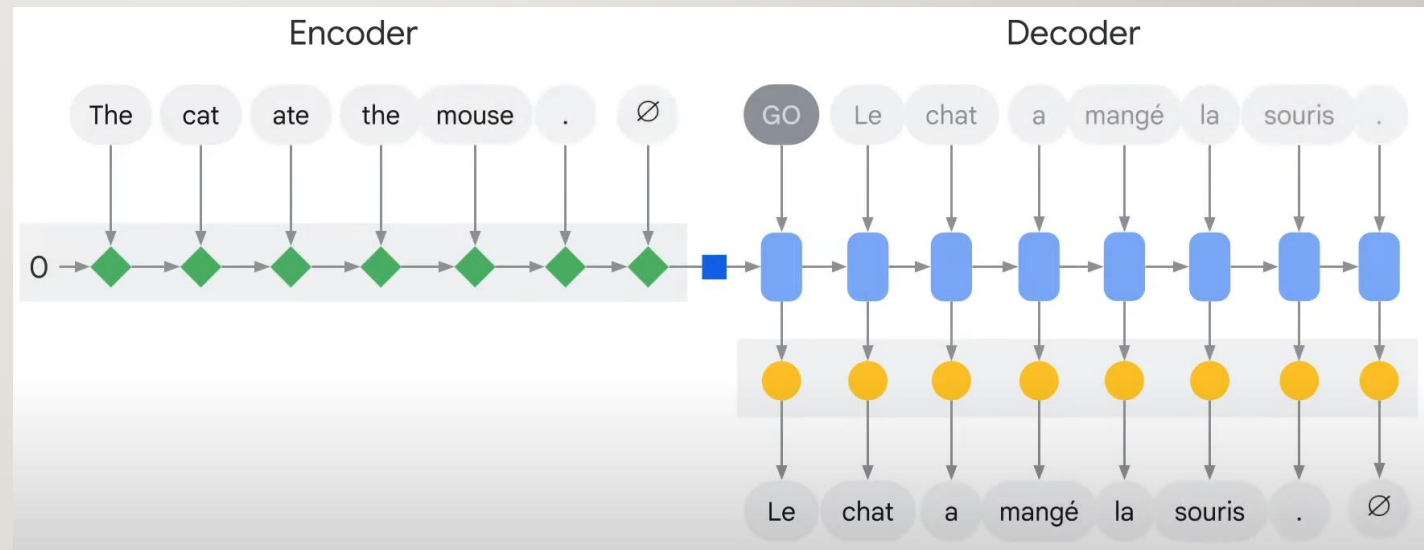 Encoder Decoder
The cat ate the mouse . ∅ GO Le chat a mangé la souris .
0
Le chat a mangé la souris . ∅